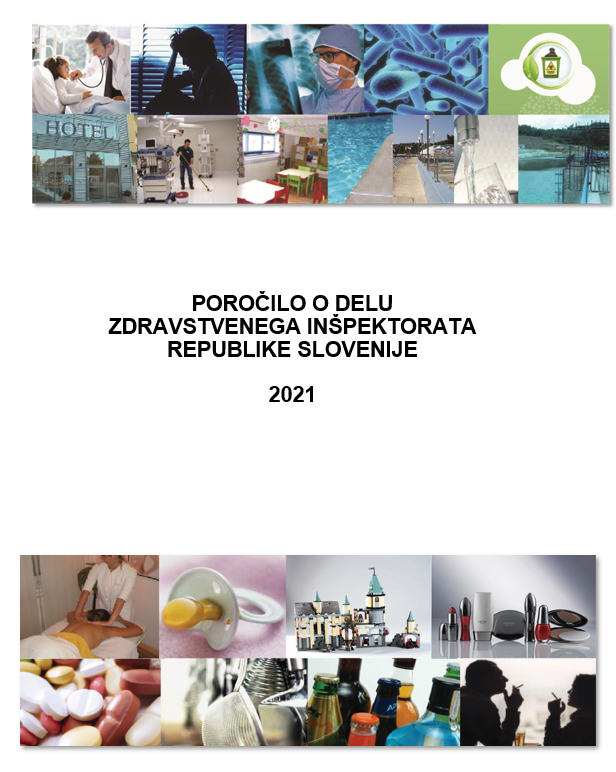 HOTEL
POROČILO O DELU
ZDRAVSTVENEGA INŠPEKTORATA
REPUBLIKE SLOVENIJE
2021